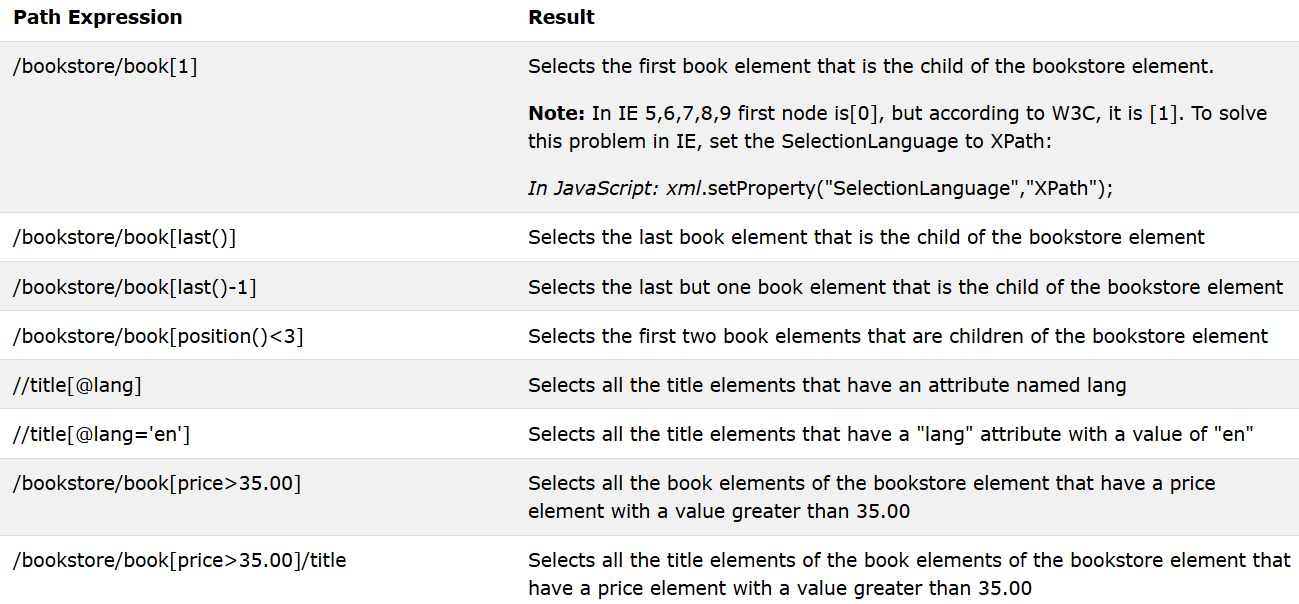 Path Expression Result
/bookstore/book[1] Selects the first book element that is the child of the bookstore element.
Note: In IE 5,6,7,8,9 first node is[0], but according to W3C, it is [1]. To solve
this problem in IE, set the SelectionLanguage to XPath:
In JavaScript: xml.setProperty("SelectionLanguage","XPath");
/bookstore/book[last()] Selects the last book element that is the child of the bookstore element
/bookstore/book[last()-1] Selects the last but one book element that is the child of the bookstore element
/bookstore/book[position()<3] Selects the first two book elements that are children of the bookstore element
//title[@lang] Selects all the title elements that have an attribute named lang
//title[@lang='en'] Selects all the title elements that have a "lang" attribute with a value of "en"
/bookstore/book[price>35.00] Selects all the book elements of the bookstore element that have a price
element with a value greater than 35.00
/bookstore/book[price>35.00]/title Selects all the title elements of the book elements of the bookstore element that
have a price element with a value greater than 35.00